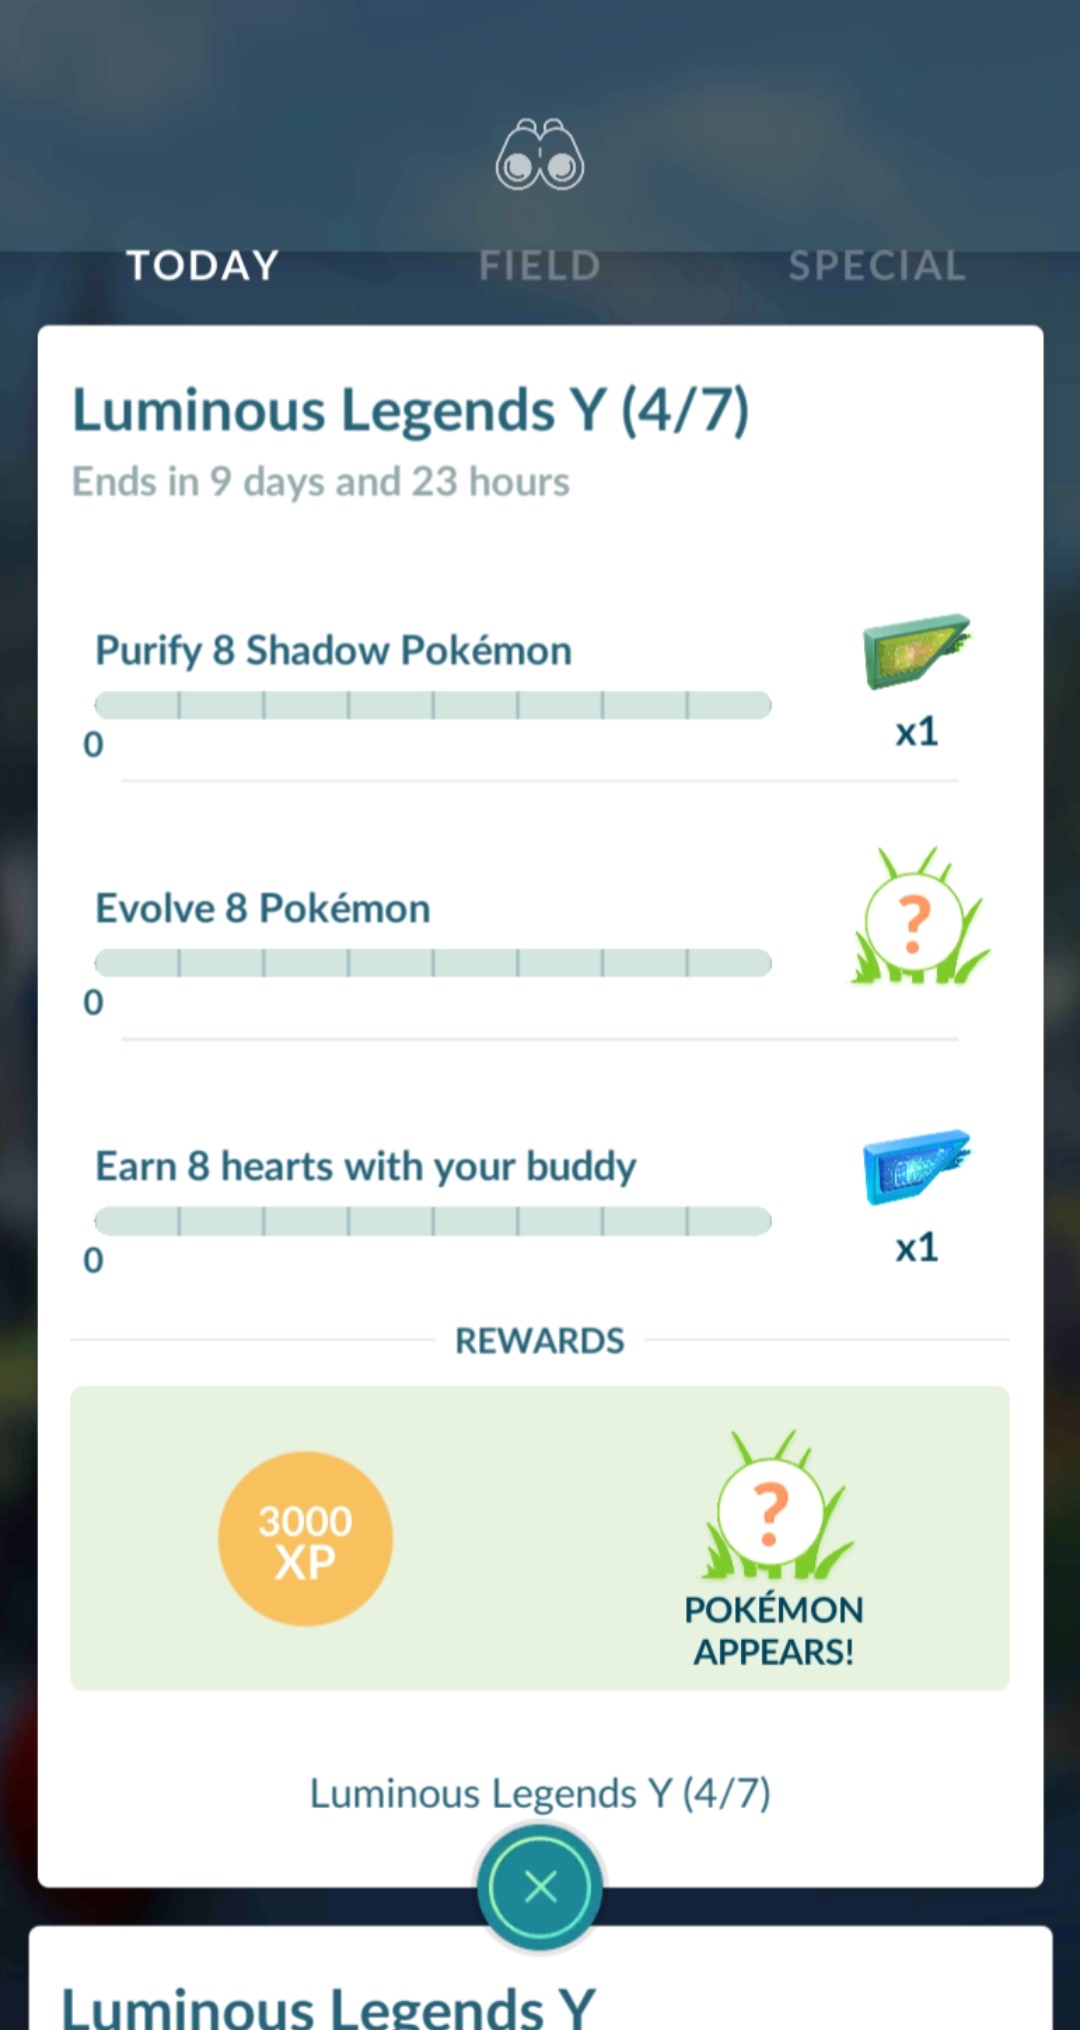 TODAY FIELD SPECIAL
Luminous Legends Y (4/7)
Ends in 9 days and 23 hours
Purify 8 Shadow Pokémon
0
x1
Evolve 8 Pokémon
?
0
Earn 8 hearts with your buddy
0
x1
REWARDS
3000
XP
?
POKÉMON
APPEARS!
Luminous Legends Y (4/7)
Luminous Legends Y